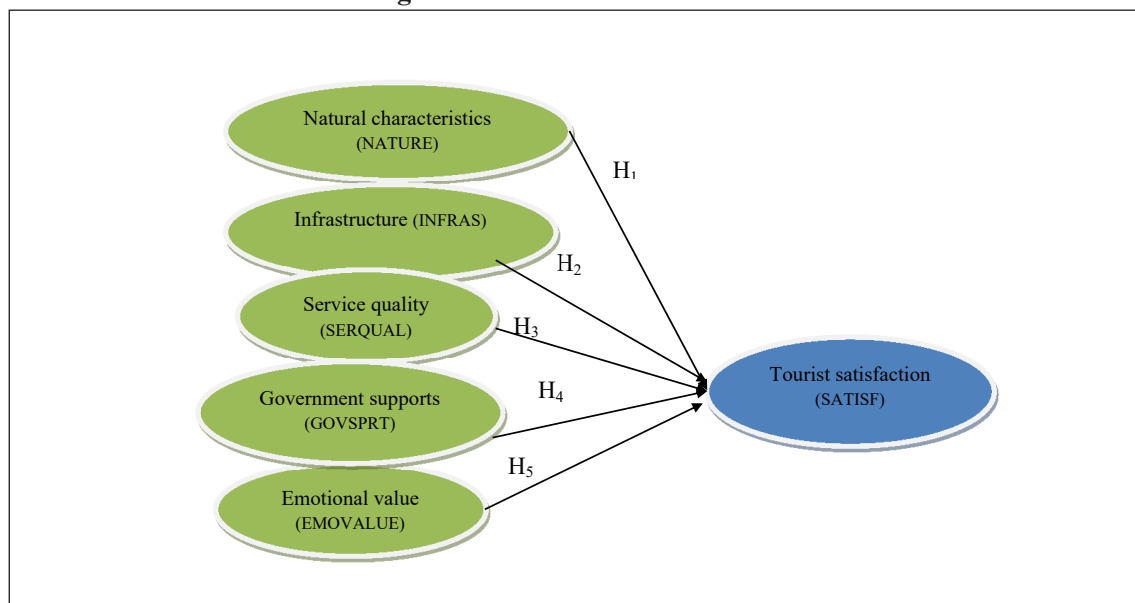 Natural characteristics
(NATURE)
H₁
Infrastructure (INFRAS)
H₂
Service quality
(SERQUAL)
H₃
Tourist satisfaction
(SATISF)
Government supports
(GOVSPRT)
H₄
Emotional value
(EMOVALUE)
H₅